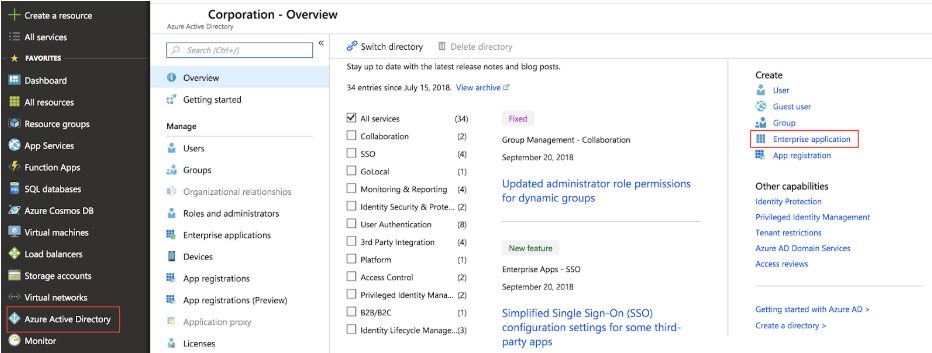 Create a resource
All services
FAVORITES
Dashboard
All resources
Resource groups
App Services
Function Apps
SQL databases
Azure Cosmos DB
Virtual machines
Load balancers
Storage accounts
Virtual networks
Azure Active Directory
Monitor
Corporation - Overview
Azure Active Directory
Search (Ctrl+/)
«
Overview
Getting started
Manage
Users
Groups
Organizational relationships
Roles and administrators
Enterprise applications
Devices
App registrations
App registrations (Preview)
Application proxy
Licenses
Switch directory
Delete directory
Stay up to date with the latest release notes and blog posts.
34 entries since July 15, 2018. View archive
All services (34)
Collaboration (2)
SSO (4)
GoLocal (1)
Monitoring & Reporting (4)
Identity Security & Prote... (2)
User Authentication (8)
3rd Party Integration (4)
Platform (1)
Access Control (2)
Privileged Identity Mana... (2)
B2B/B2C (1)
Identity Lifecycle Manage...(3)
Fixed
Group Management - Collaboration
September 20, 2018
Updated administrator role permissions
for dynamic groups
New feature
Enterprise Apps - SSO
September 20, 2018
Simplified Single Sign-On (SSO)
configuration settings for some third-
party apps
Create
User
Guest user
Group
Enterprise application
App registration
Other capabilities
Identity Protection
Privileged Identity Management
Tenant restrictions
Azure AD Domain Services
Access reviews
Getting started with Azure AD >
Create a directory >